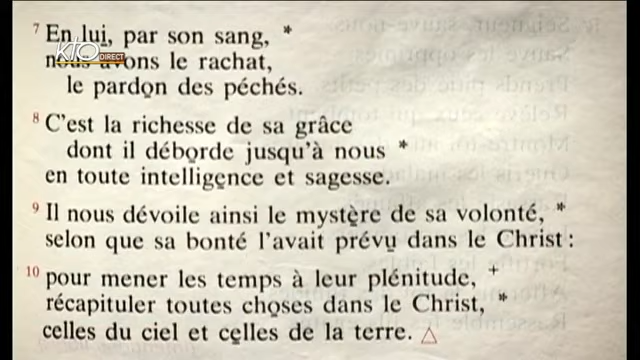 7 En lui, par son sang, *
KTO DIRECT
nous avons le rachat,
le pardon des péchés.
8 C'est la richesse de sa grâce
dont il déborde jusqu'à nous *
en toute intelligence et sagesse.
9 Il nous dévoile ainsi le mystère de sa volonté, *
selon que sa bonté l'avait prévu dans le Christ :
10 pour mener les temps à leur plénitude, +
récapituler toutes choses dans le Christ, *
celles du ciel et celles de la terre. △